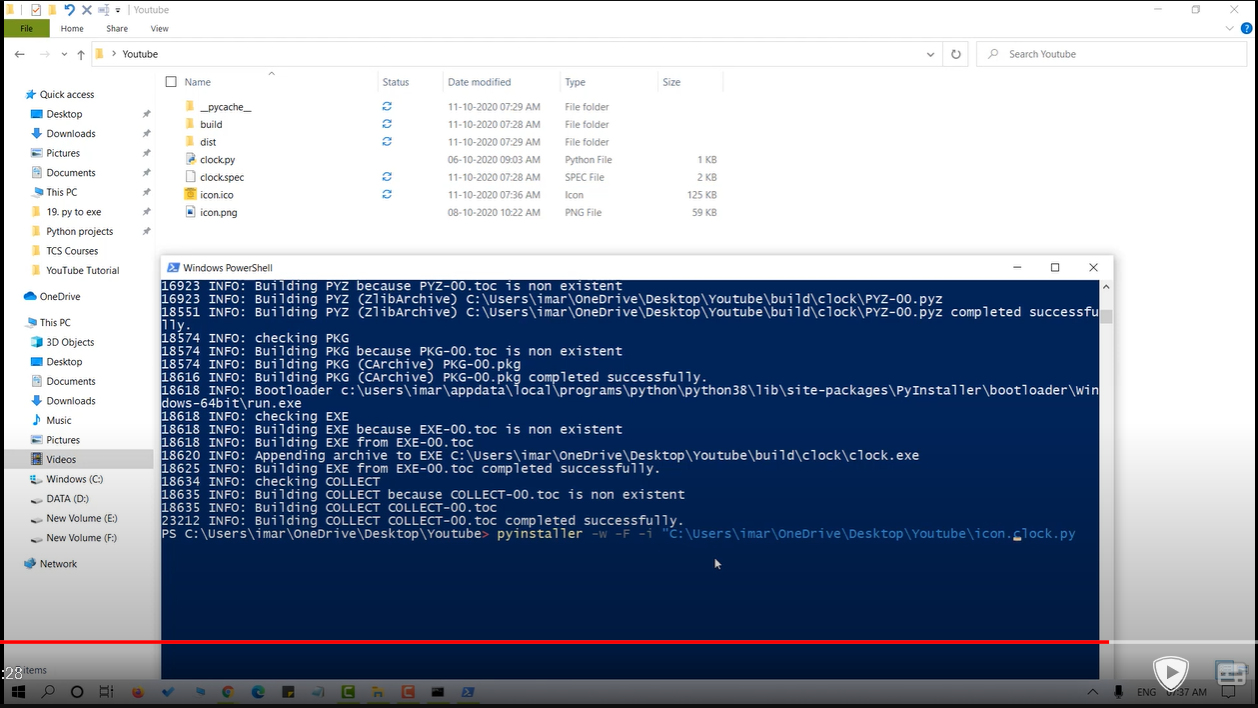 Youtube
File Home Share View
Youtube
Search Youtube
Name Status Date modified Type Size
__pycache__ 11-10-2020 07:29 AM File folder
build 11-10-2020 07:28 AM File folder
dist 11-10-2020 07:29 AM File folder
clock.py 06-10-2020 09:03 AM Python File 1 KB
clock.spec 11-10-2020 07:28 AM SPEC File 2 KB
icon.ico 11-10-2020 07:36 AM Icon 125 KB
icon.png 08-10-2020 10:22 AM PNG File 59 KB
Quick access
Desktop
Downloads
Pictures
Documents
This PC
19. py to exe
Python projects
TCS Courses
YouTube Tutorial
OneDrive
This PC
3D Objects
Desktop
Documents
Downloads
Music
Pictures
Videos
Windows (C:)
DATA (D:)
New Volume (E:)
New Volume (F:)
Network
Windows PowerShell
16923 INFO: Building PYZ because PYZ-00.toc is non existent
16923 INFO: Building PYZ (ZlibArchive) C:\Users\imar\OneDrive\Desktop\Youtube\build\clock\PYZ-00.pyz
18551 INFO: Building PYZ (ZlibArchive) C:\Users\imar\OneDrive\Desktop\Youtube\build\clock\PYZ-00.pyz completed successfu
lly.
18574 INFO: checking PKG
18574 INFO: Building PKG because PKG-00.toc is non existent
18574 INFO: Building PKG (CArchive) PKG-00.pkg
18616 INFO: Building PKG (CArchive) PKG-00.pkg completed successfully.
18618 INFO: Bootloader c:\users\imar\appdata\local\programs\python\python38\lib\site-packages\PyInstaller\bootloader\Win
dows-64bit\run.exe
18618 INFO: checking EXE
18618 INFO: Building EXE because EXE-00.toc is non existent
18618 INFO: Building EXE from EXE-00.toc
18620 INFO: Appending archive to EXE C:\Users\imar\OneDrive\Desktop\Youtube\build\clock\clock.exe
18625 INFO: Building EXE from EXE-00.toc completed successfully.
18634 INFO: checking COLLECT
18635 INFO: Building COLLECT because COLLECT-00.toc is non existent
18635 INFO: Building COLLECT COLLECT-00.toc
23212 INFO: Building COLLECT COLLECT-00.toc completed successfully.
PS C:\Users\imar\OneDrive\Desktop\Youtube> pyinstaller -w -F -i "C:\Users\imar\OneDrive\Desktop\Youtube\icon.clock.py
:28 items
ENG 07:37 AM